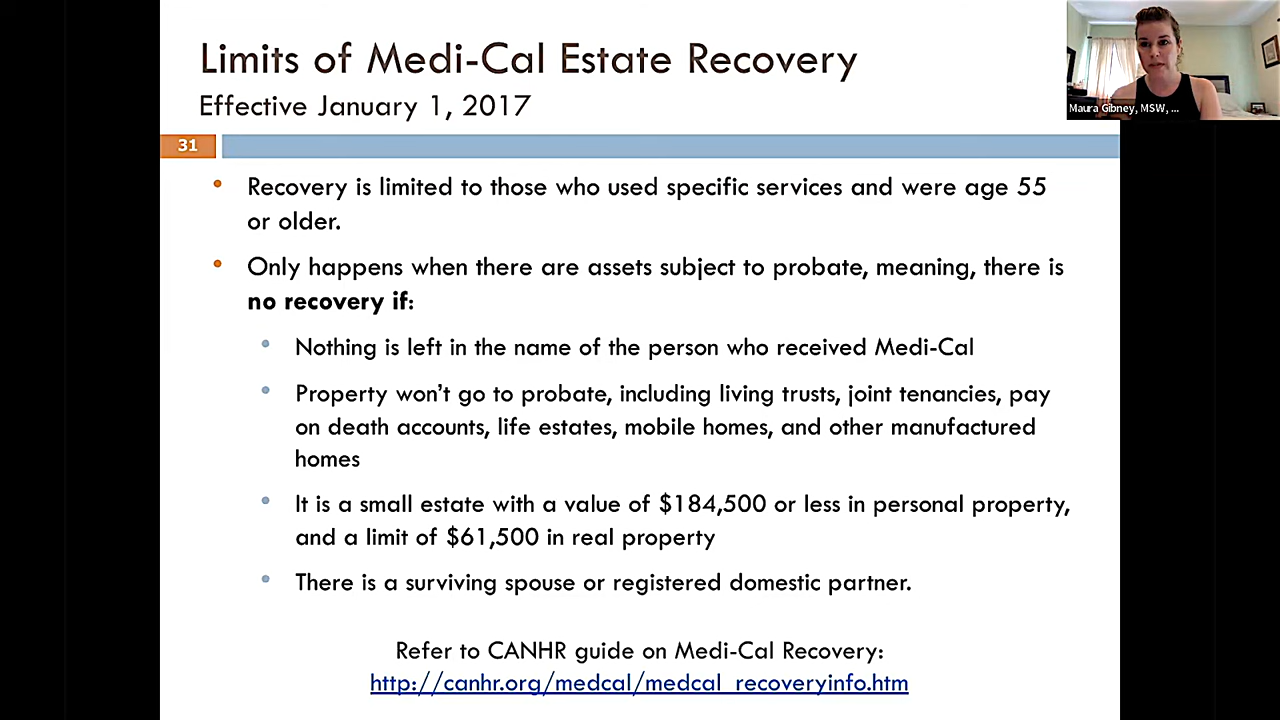 Limits of Medi-Cal Estate Recovery
Effective January 1, 2017
Maura Gibney, MSW, ...
31
• Recovery is limited to those who used specific services and were age 55
or older.
• Only happens when there are assets subject to probate, meaning, there is
no recovery if:
• Nothing is left in the name of the person who received Medi-Cal
• Property won't go to probate, including living trusts, joint tenancies, pay
on death accounts, life estates, mobile homes, and other manufactured
homes
• It is a small estate with a value of $184,500 or less in personal property,
and a limit of $61,500 in real property
• There is a surviving spouse or registered domestic partner.
Refer to CANHR guide on Medi-Cal Recovery:
http://canhr.org/medcal/medcal_recoveryinfo.htm